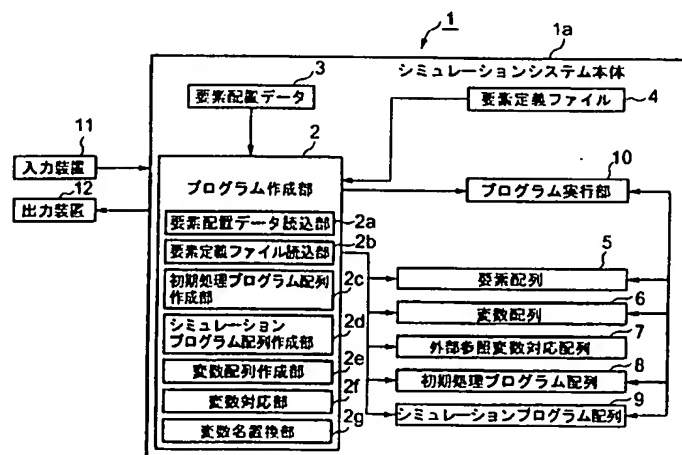 1
1a
シミュレーションシステム本体
3
要素配置データ
要素定義ファイル
4
11
入力装置
12
出力装置
2
プログラム作成部
10
プログラム実行部
要素配置データ読込部
2a
要素定義ファイル読込部
2b
初期処理プログラム配列
作成部
2c
シミュレーション
プログラム配列作成部
2d
変数配列作成部
2e
変数対応部
2f
変数名置換部
2g
5
要素配列
6
変数配列
7
外部参照変数対応配列
8
初期処理プログラム配列
9
シミュレーションプログラム配列